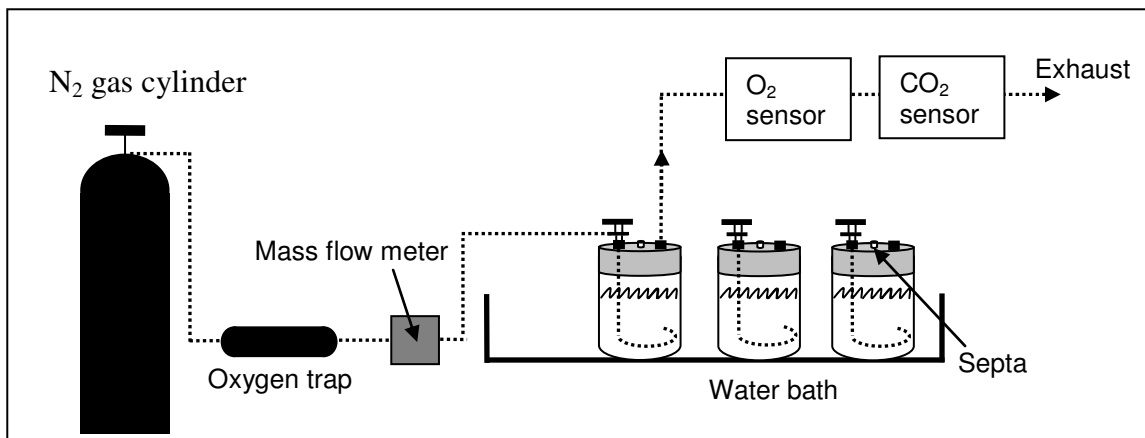 N₂ gas cylinder
O₂
sensor
CO₂
sensor
Exhaust
Mass flow meter
Oxygen trap
Water bath
Septa